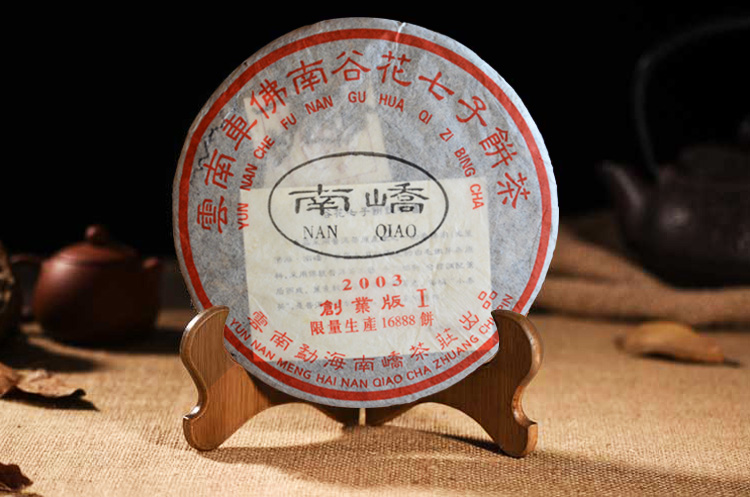 雲南車佛南谷花七子餅茶
YUN NAN CHE FU NAN GU HUA QI ZI BING CHA
南嶠
NAN QIAO
2003
創業版 I
限量生產16888餅
雲南勐海南嶠茶莊出品
YUN NAN MENG HAI NAN QIAO CHA ZHUANG CHU PIN